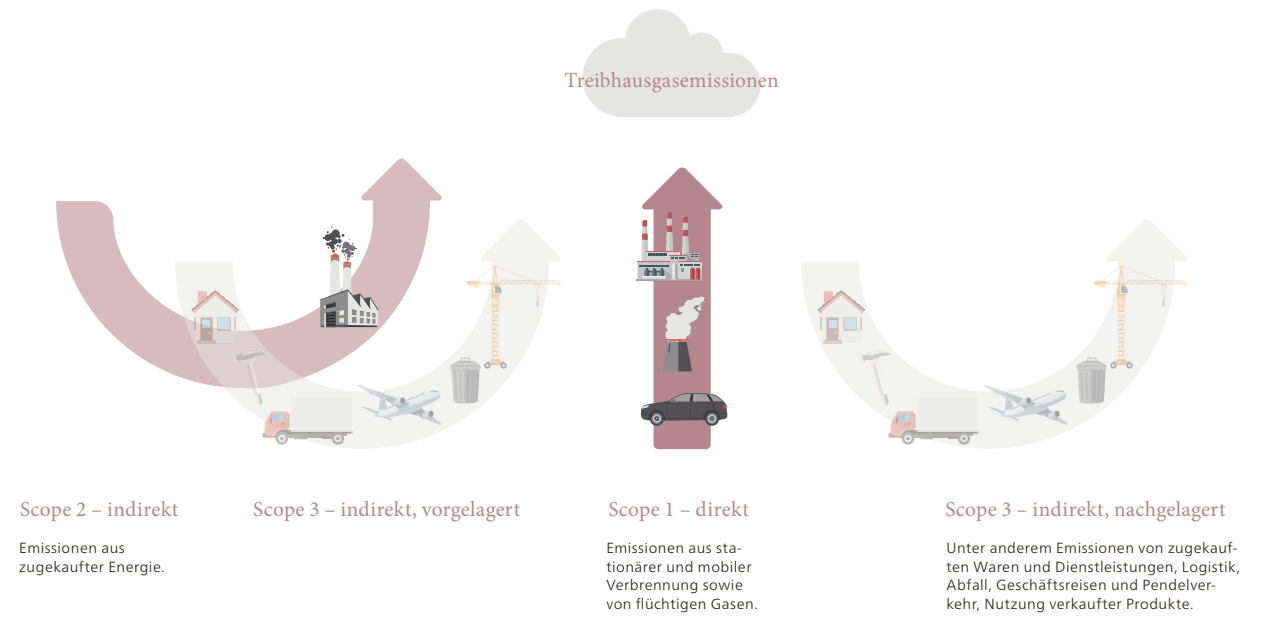 Treibhausgasemissionen
Scope 2 – indirekt
Emissionen aus
zugekaufter Energie.
Scope 3 – indirekt, vorgelagert
Scope 1 – direkt
Emissionen aus sta-
tionärer und mobiler
Verbrennung sowie
von flüchtigen Gasen.
Scope 3 – indirekt, nachgelagert
Unter anderem Emissionen von zugekauf-
ten Waren und Dienstleistungen, Logistik,
Abfall, Geschäftsreisen und Pendelver-
kehr, Nutzung verkaufter Produkte.